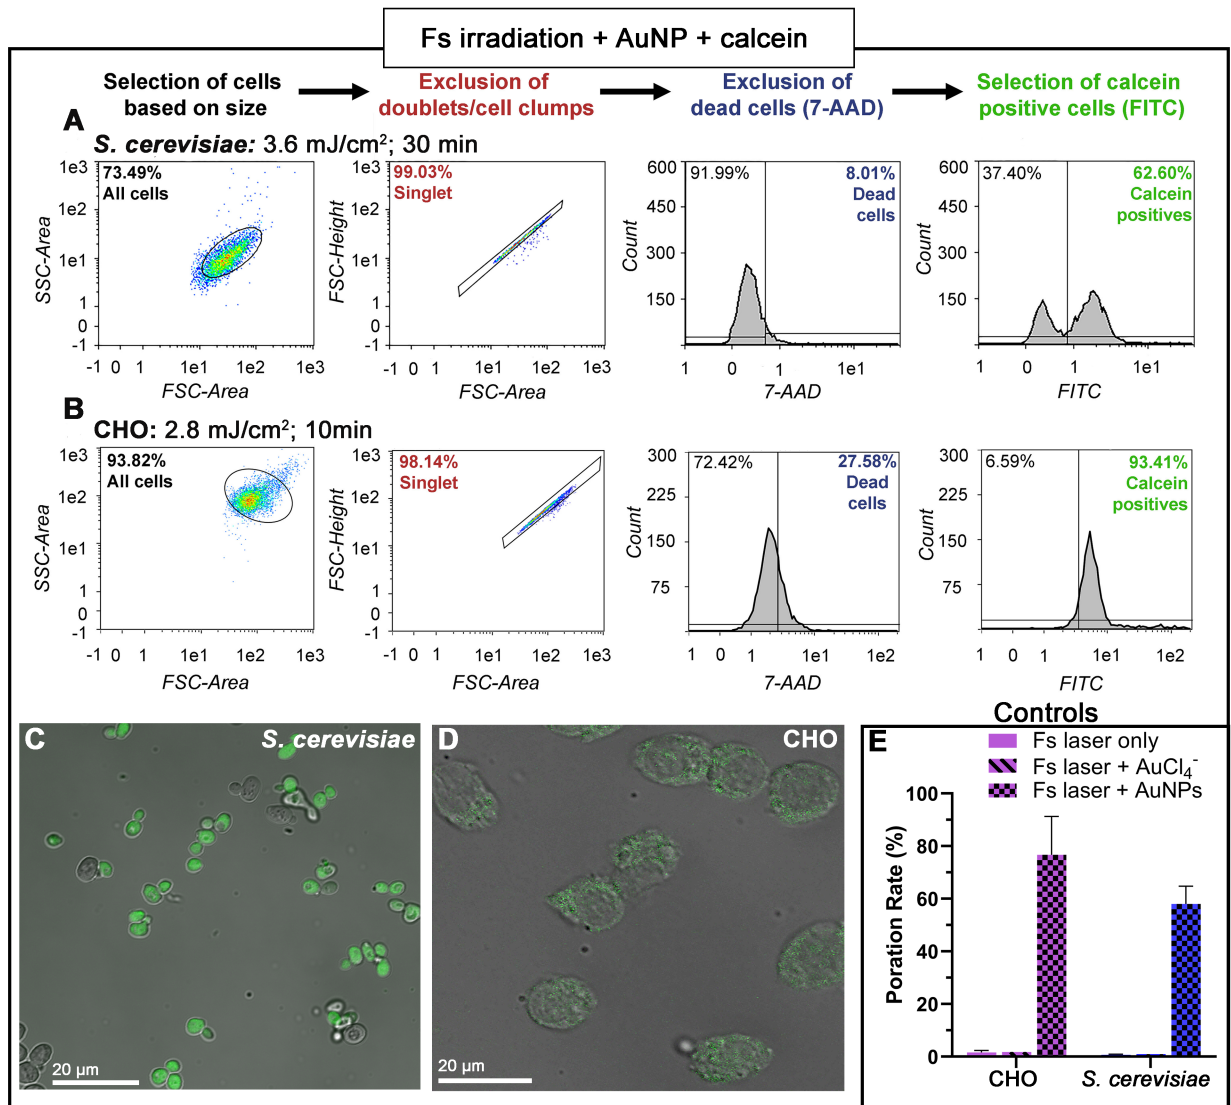 Fs irradiation + AuNP + calcein
Selection of cells
based on size
Exclusion of
doublets/cell clumps
Exclusion of
dead cells (7-AAD)
Selection of calcein
positive cells (FITC)
A
S. cerevisiae: 3.6 mJ/cm²; 30 min
1e3
1e2
1e1
1
0
-1
SSC-Area
73.49%
All cells
-1 0 1 1e1 1e2 1e3
FSC-Area
1e3
1e2
1e1
1
0
-1
FSC-Height
99.03%
Singlet
-1 0 1 1e1 1e2 1e3
FSC-Area
600
450
300
150
Count
91.99%
8.01%
Dead
cells
1 0 1 1e1
7-AAD
600
450
300
150
Count
37.40%
62.60%
Calcein
positives
1 0 1 1e1
FITC
B
CHO: 2.8 mJ/cm²; 10min
1e3
1e2
1e1
1
0
-1
SSC-Area
93.82%
All cells
-1 0 1 1e1 1e2 1e3
FSC-Area
1e3
1e2
1e1
1
0
-1
FSC-Height
98.14%
Singlet
-1 0 1 1e1 1e2 1e3
FSC-Area
300
225
150
75
Count
72.42%
27.58%
Dead
cells
1 0 1 1e1 1e2
7-AAD
300
225
150
75
Count
6.59%
93.41%
Calcein
positives
1 0 1 1e1 1e2
FITC
C
S. cerevisiae
20 µm
D
CHO
20 µm
Controls
E
Fs laser only
Fs laser + AuCl₄⁻
Fs laser + AuNPs
100
80
60
40
20
0
Poration Rate (%)
CHO
S. cerevisiae